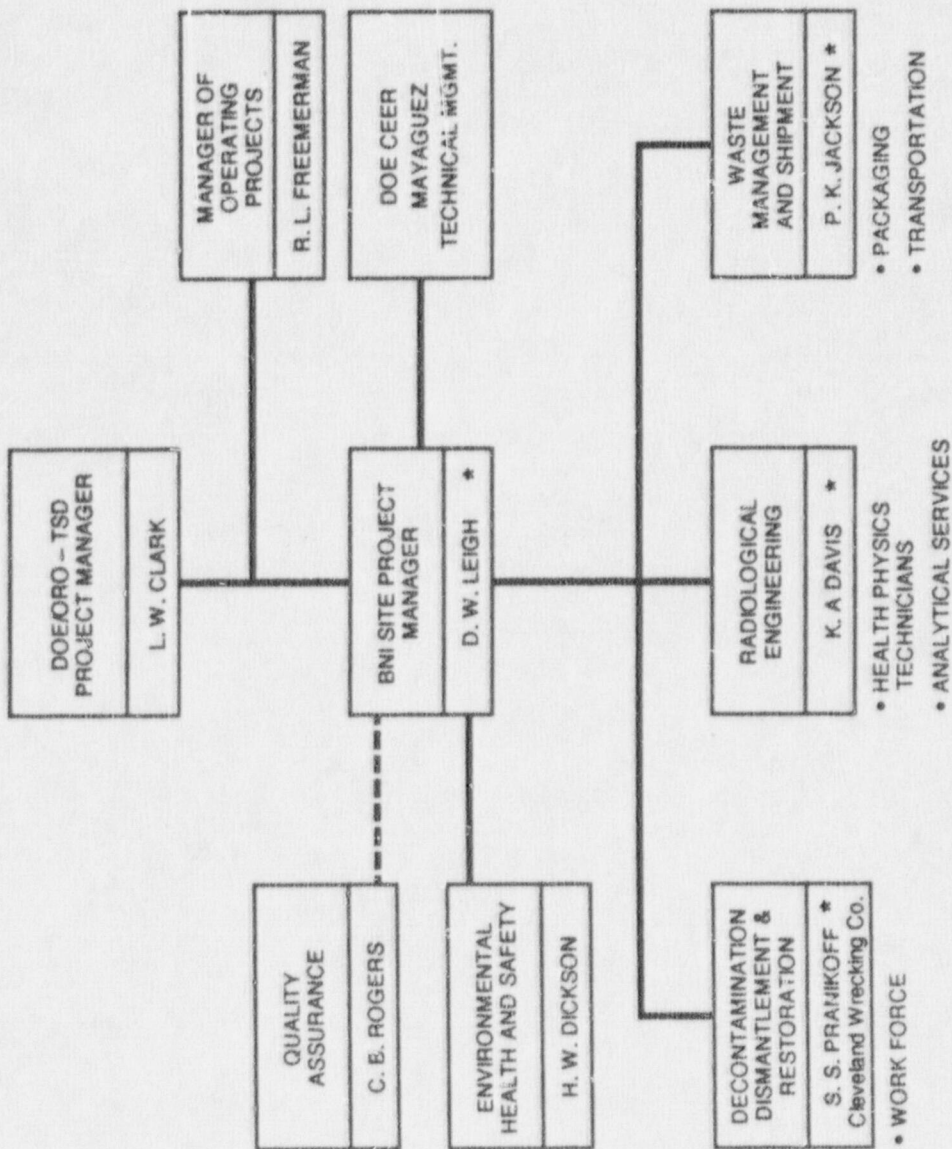 DOE/ORO – TSD
PROJECT MANAGER
L. W. CLARK
MANAGER OF
OPERATING
PROJECTS
R. L. FREEMERMAN
QUALITY
ASSURANCE
C. E. ROGERS
BNI SITE PROJECT
MANAGER
D. W. LEIGH *
DOE CEER
MAYAGUEZ
TECHNICAL MGMT.
ENVIRONMENTAL
HEALTH AND SAFETY
H. W. DICKSON
DECONTAMINATION
DISMANTLEMENT &
RESTORATION
S. S. PRANIKOFF *
Cleveland Wrecking Co.
• WORK FORCE
RADIOLOGICAL
ENGINEERING
K. A DAVIS *
• HEALTH PHYSICS
TECHNICIANS
• ANALYTICAL SERVICES
WASTE
MANAGEMENT
AND SHIPMENT
P. K. JACKSON *
• PACKAGING
• TRANSPORTATION